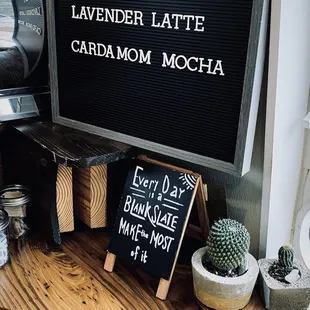 LAVENDER LATTE
CARDAMOM MOCHA
Every DAY
is a
BLANK SLATE
MAKE the MOST
of it